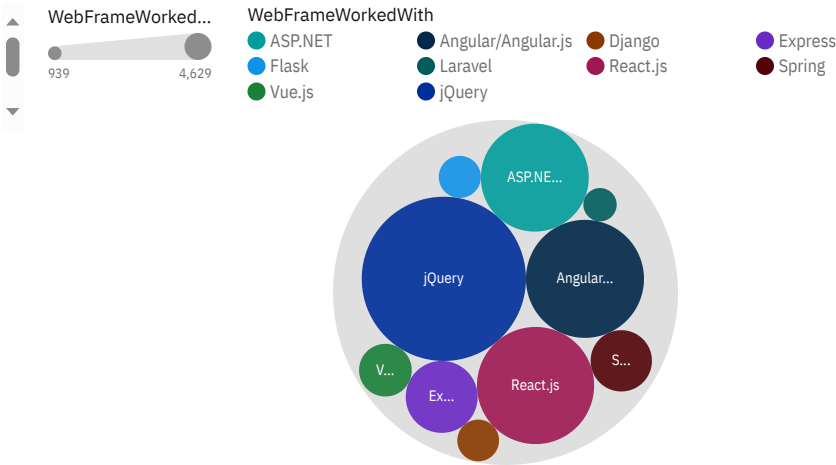 WebFrameWorked...
939
4,629
WebFrameWorkedWith
ASP.NET
Angular/Angular.js
Django
Express
Flask
Laravel
React.js
Spring
Vue.js
jQuery
ASP.NE...
jQuery
Angular...
S...
V...
React.js
Ex...